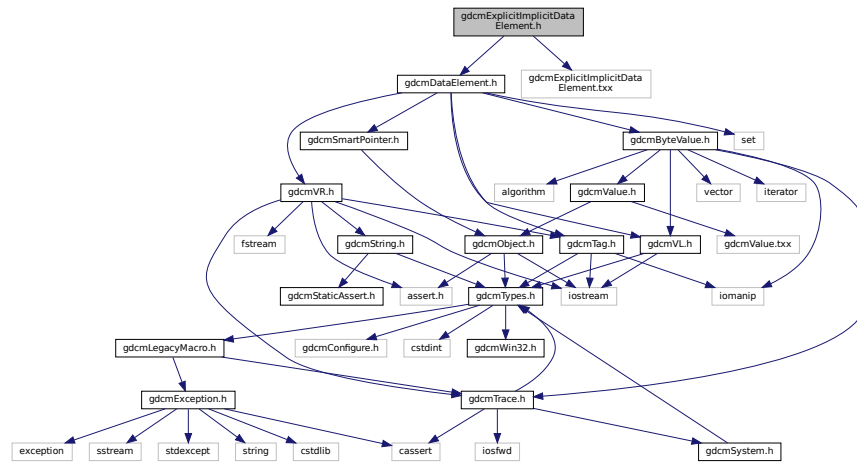 gdcmExplicitImplicitData
Element.h
gdcmDataElement.h
gdcmExplicitImplicitData
Element.txx
gdcmSmartPointer.h
gdcmByteValue.h
set
gdcmVR.h
algorithm
gdcmValue.h
vector
iterator
fstream
gdcmString.h
gdcmObject.h
gdcmTag.h
gdcmVL.h
gdcmValue.txx
gdcmStaticAssert.h
assert.h
gdcmTypes.h
iostream
iomanip
gdcmLegacyMacro.h
gdcmConfigure.h
cstdint
gdcmWin32.h
gdcmException.h
gdcmTrace.h
exception
sstream
stdexcept
string
cstdlib
cassert
iosfwd
gdcmSystem.h